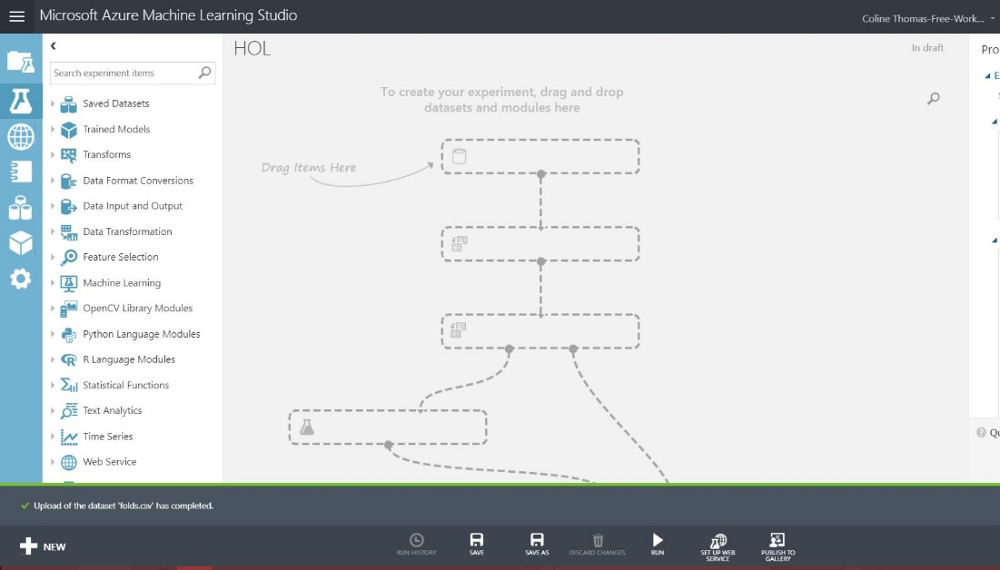 Microsoft Azure Machine Learning Studio
Coline Thomas-Free-Work...
Search experiment items
Saved Datasets
Trained Models
Transforms
Data Format Conversions
Data Input and Output
Data Transformation
Feature Selection
Machine Learning
OpenCV Library Modules
Python Language Modules
R Language Modules
Statistical Functions
Text Analytics
Time Series
Web Service
HOL
In draft
To create your experiment, drag and drop
datasets and modules here
Drag Items Here
Pro
E
Qu
Upload of the dataset 'folds.csv' has completed.
NEW
RUN HISTORY
SAVE
SAVE AS
DISCARD CHANGES
RUN
SET UP WEB
SERVICE
PUBLISH TO
GALLERY